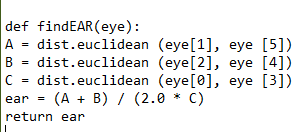 def findEAR(eye):
A = dist.euclidean (eye[1], eye [5])
B = dist.euclidean (eye[2], eye [4])
C = dist.euclidean (eye[0], eye [3])
ear = (A + B) / (2.0 * C)
return ear